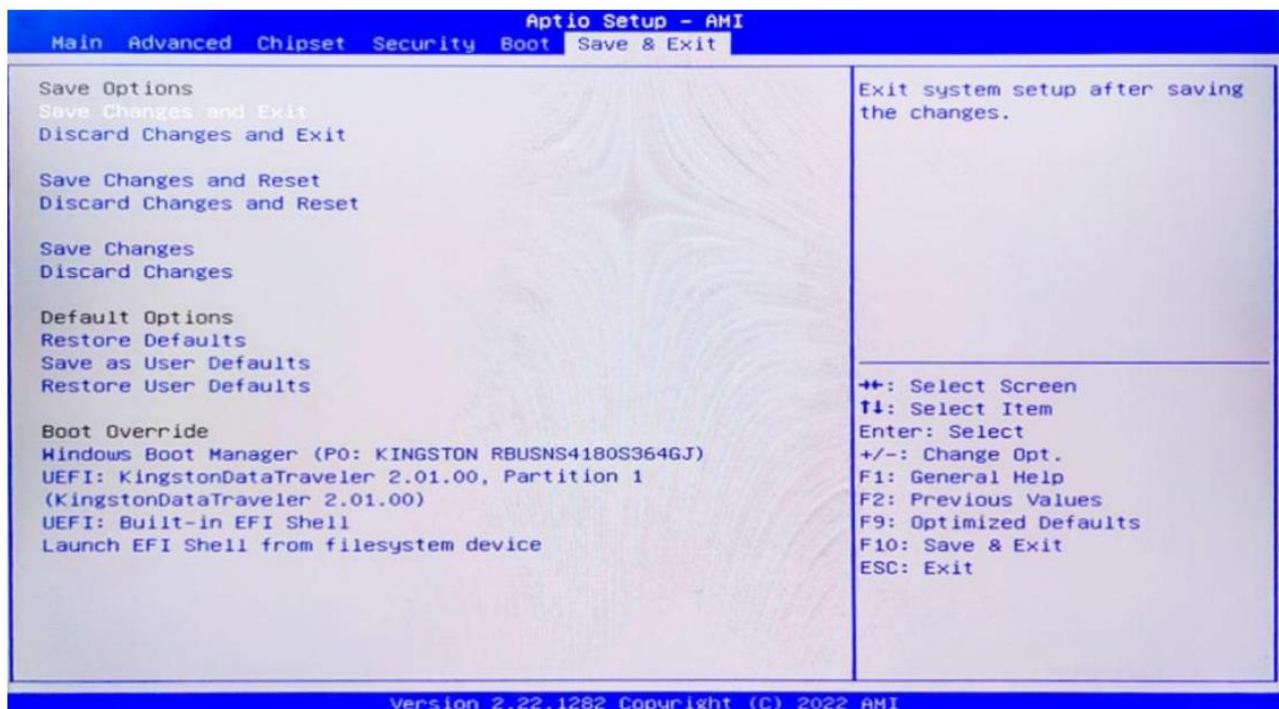 Aptio Setup - AMI
Main Advanced Chipset Security Boot Save & Exit
Save Options
Save Changes and Exit
Discard Changes and Exit
Save Changes and Reset
Discard Changes and Reset
Save Changes
Discard Changes
Default Options
Restore Defaults
Save as User Defaults
Restore User Defaults
Boot Override
Windows Boot Manager (P0: KINGSTON RBUSNS4180S364GJ)
UEFI: KingstonDataTraveler 2.01.00, Partition 1
(KingstonDataTraveler 2.01.00)
UEFI: Built-in EFI Shell
Launch EFI Shell from filesystem device
Exit system setup after saving
the changes.
→←: Select Screen
↑↓: Select Item
Enter: Select
+/-: Change Opt.
F1: General Help
F2: Previous Values
F9: Optimized Defaults
F10: Save & Exit
ESC: Exit
Version 2.22.1282 Copyright (C) 2022 AMI